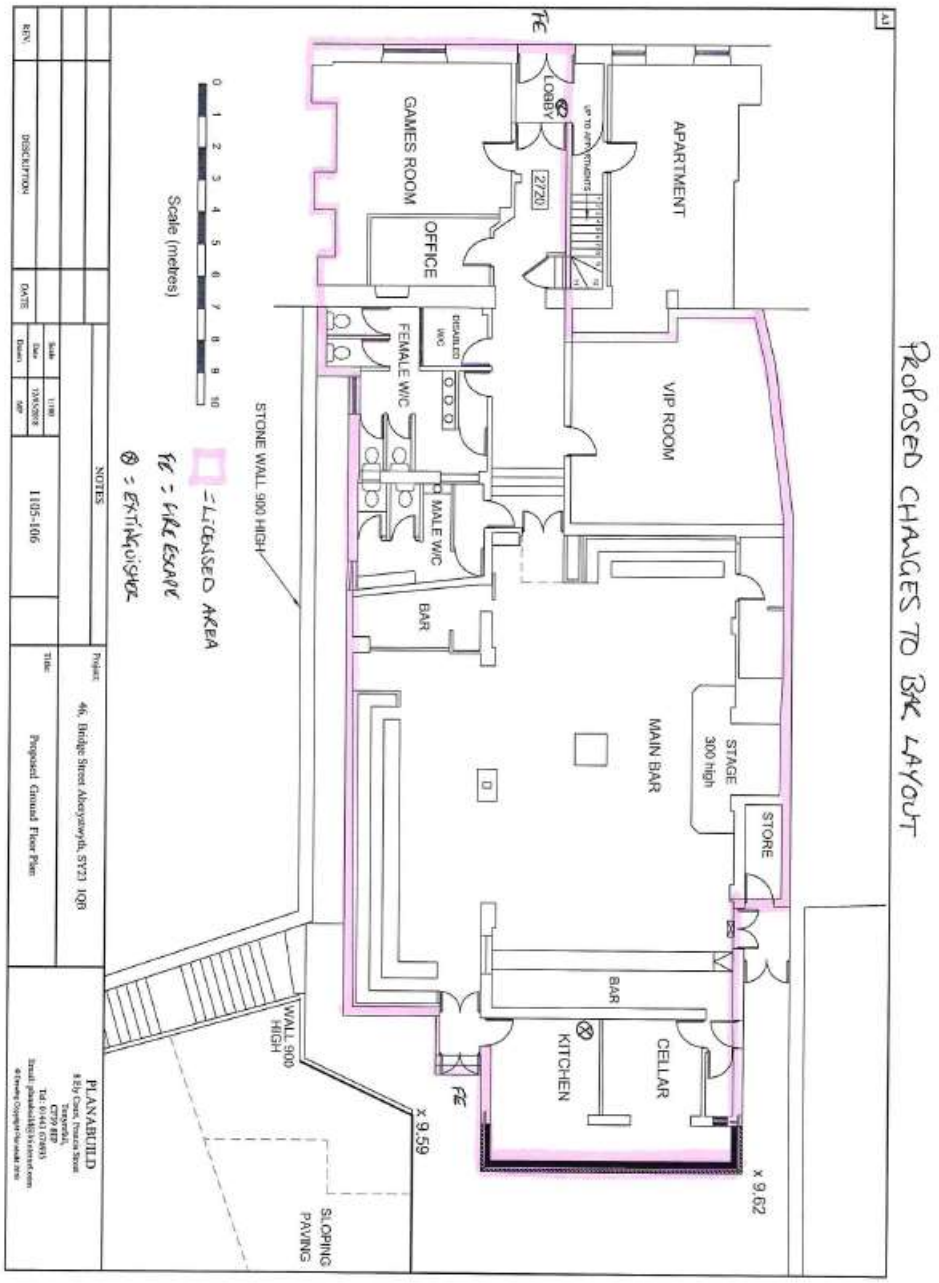 PROPOSED CHANGES TO BAR LAYOUT
A3
FE
LOBBY
UP TO APPARTMENTS
APARTMENT
GAMES ROOM
2720
OFFICE
VIP ROOM
DISABLED
W/C
FEMALE W/C
MALE W/C
BAR
MAIN BAR
STAGE
300 high
STORE
BAR
KITCHEN
CELLAR
FE
x 9.62
x 9.59
WALL 900
HIGH
SLOPING
PAVING
STONE WALL 900 HIGH
0 1 2 3 4 5 6 7 8 9 10
Scale (metres)
= LICENSED AREA
FE = FIRE ESCAPE
⊗ = EXTINGUISHER
REV.
DESCRIPTION
DATE
NOTES
Scale
1:100
Date
Drawn
MP
1105-106
Project
46, Bridge Street Aberystwyth, SY23 1QB
Title
Proposed Ground Floor Plan
PLANABUILD